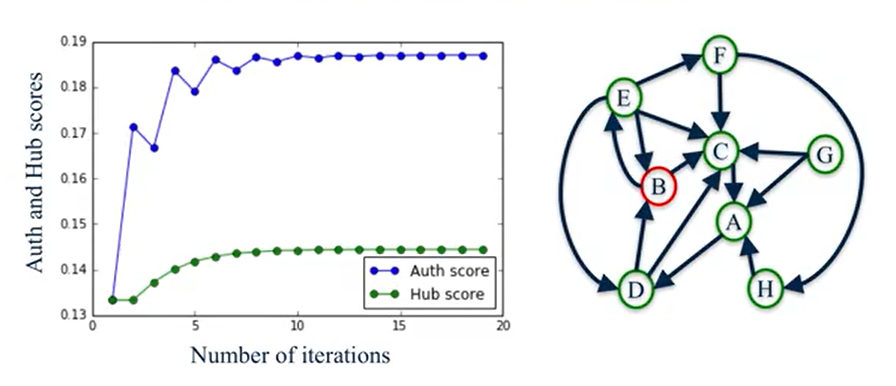 Auth and Hub scores
0.19
0.18
0.17
0.16
0.15
0.14
0.13
0
5
10
15
20
Auth score
Hub score
Number of iterations
F
E
C
G
B
A
D
H